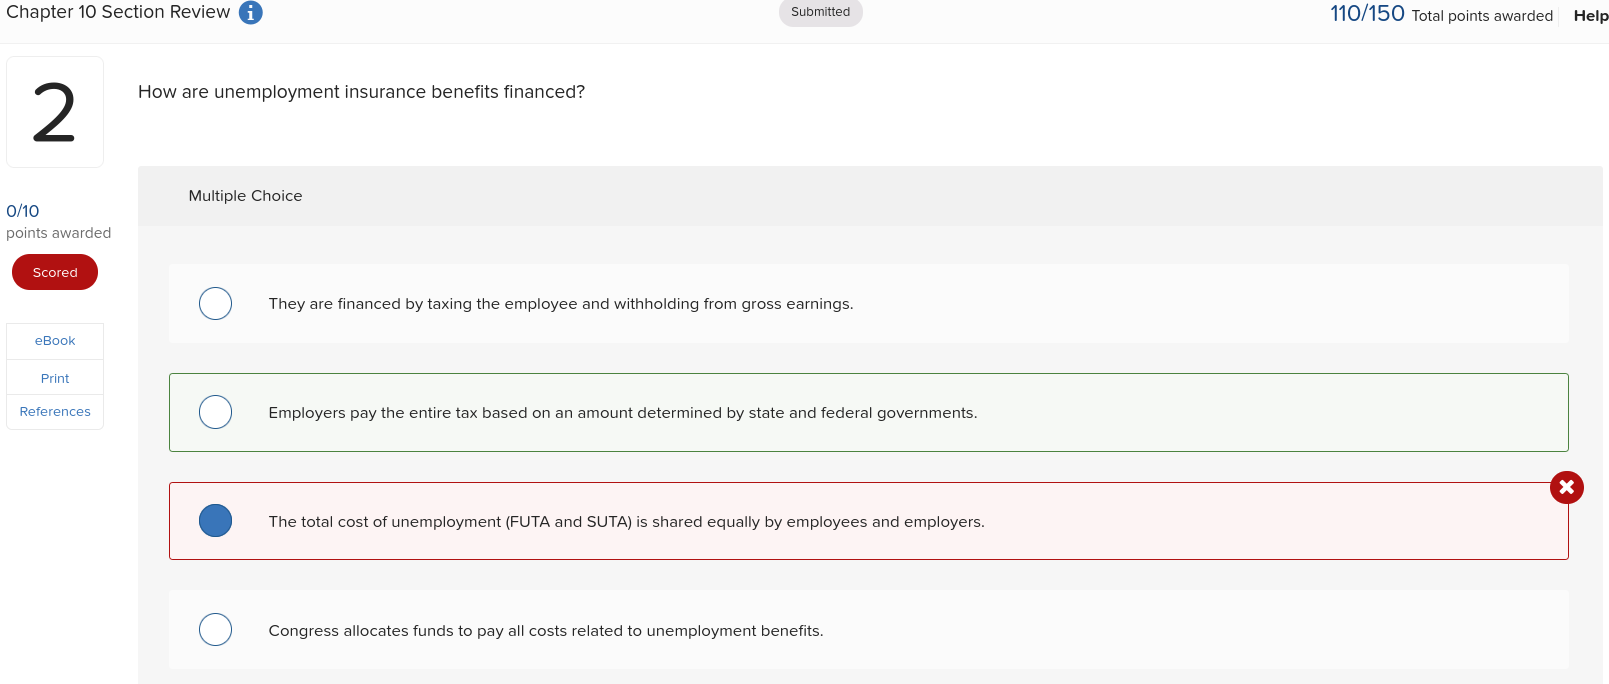 Chapter 10 Section Review
Submitted
110/150 Total points awarded
Help
2
How are unemployment insurance benefits financed?
0/10
points awarded
Scored
eBook
Print
References
Multiple Choice
They are financed by taxing the employee and withholding from gross earnings.
Employers pay the entire tax based on an amount determined by state and federal governments.
The total cost of unemployment (FUTA and SUTA) is shared equally by employees and employers.
Congress allocates funds to pay all costs related to unemployment benefits.